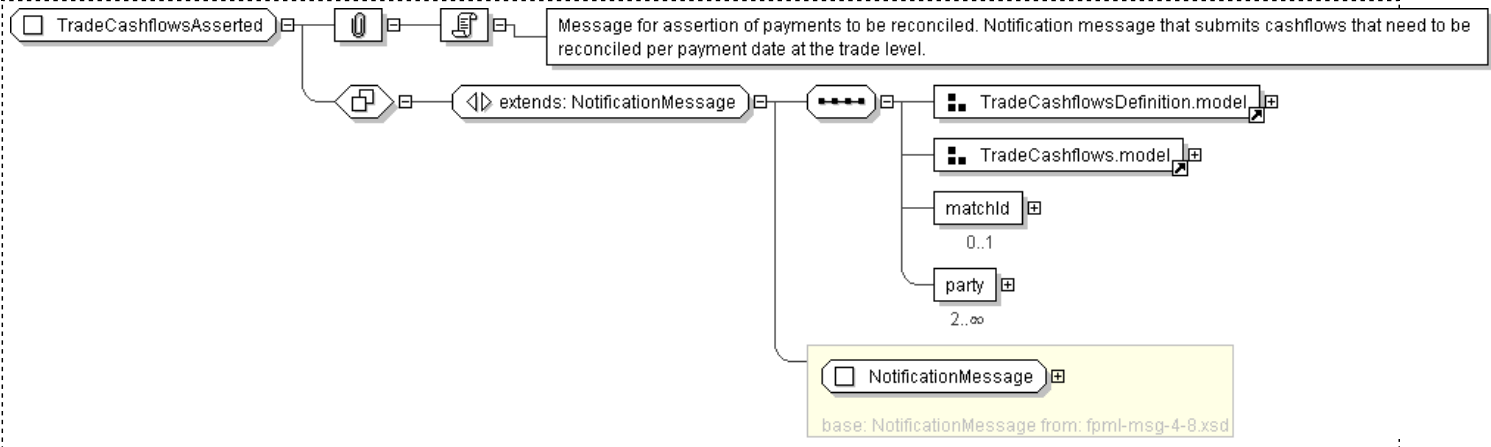 TradeCashflowsAsserted
Message for assertion of payments to be reconciled. Notification message that submits cashflows that need to be
reconciled per payment date at the trade level.
extends: NotificationMessage
TradeCashflowsDefinition.model
TradeCashflows.model
matchId
0..1
party
2..∞
NotificationMessage
base: NotificationMessage from: fpml-msg-4-8.xsd